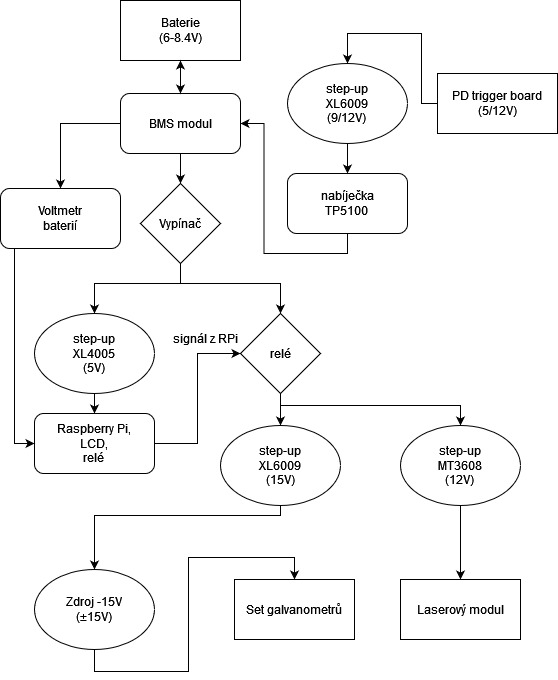 Baterie
(6-8.4V)
step-up
XL6009
(9/12V)
PD trigger board
(5/12V)
BMS modul
Voltmetr
baterií
Vypínač
nabíječka
TP5100
step-up
XL4005
(5V)
signál z RPi
relé
Raspberry Pi,
LCD,
relé
step-up
XL6009
(15V)
step-up
MT3608
(12V)
Zdroj -15V
(±15V)
Set galvanometrů
Laserový modul